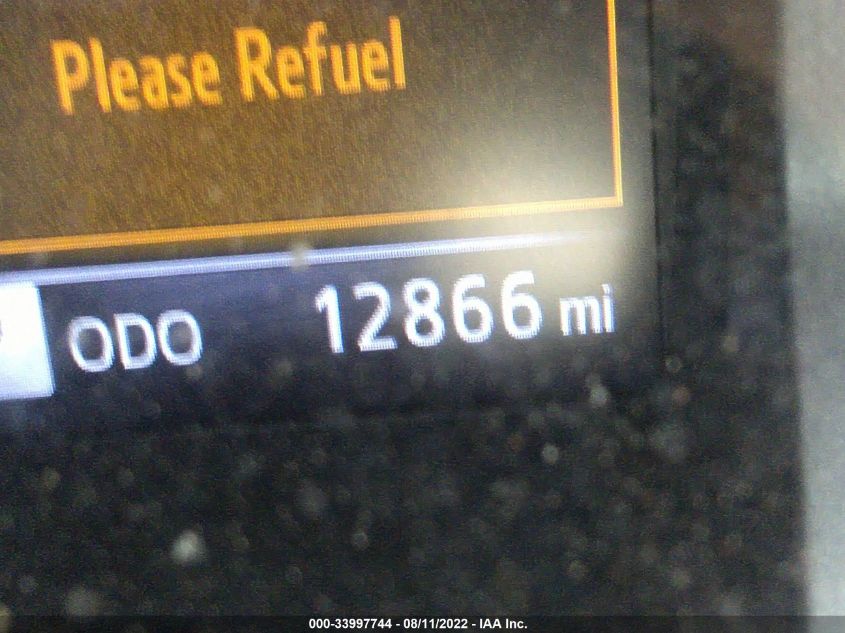 Please Refuel
ODO 12866 mi
000-33997744 - 08/11/2022 - IAA Inc.